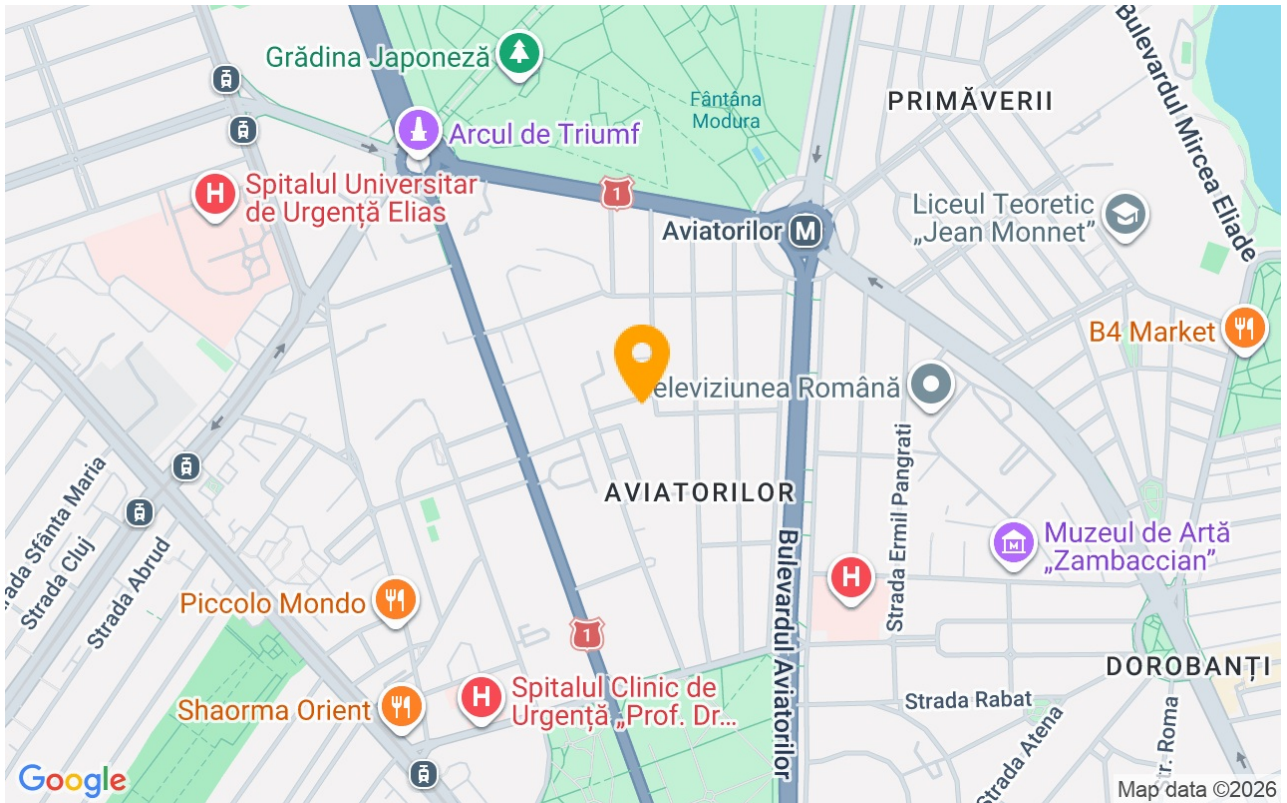 Grădina Japoneză
Fântâna
Modura
PRIMĂVERII
Bulevardul Mircea Eliade
Arcul de Triumf
Spitalul Universitar
de Urgență Elias
1
Aviatorilor
M
Liceul Teoretic
„Jean Monnet”
B4 Market
H
eleviziunea Română
AVIATORILOR
Strada Ermil Pangrati
Muzeul de Artă
„Zambaccian”
M
H
rada Sfânta Maria
Strada Cluj
Strada Abrud
Piccolo Mondo
1
Bulevardul Aviatorilor
DOROBANȚI
Shaorma Orient
H
Spitalul Clinic de
Urgență „Prof. Dr...
Strada Rabat
Strada Atena
Str. Roma
Google
Map data ©2026